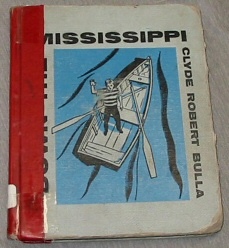 DOWN THE
MISSISSIPPI
CLYDE ROBERT BULLA